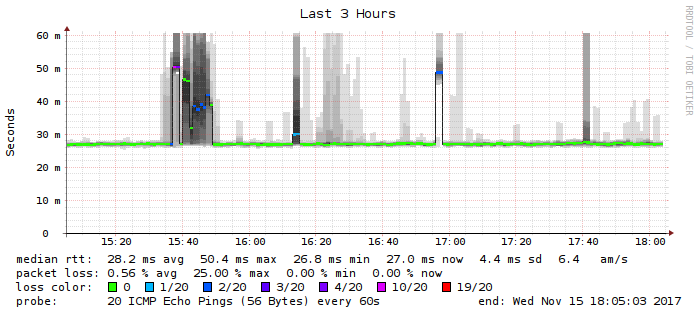 Last 3 Hours
RRDTOOL / TOBI OETIKER
Seconds
60 m
50 m
40 m
30 m
20 m
10 m
0
15:20 15:40 16:00 16:20 16:40 17:00 17:20 17:40 18:00
median rtt: 28.2 ms avg 50.4 ms max 26.8 ms min 27.0 ms now 4.4 ms sd 6.4 am/s
packet loss: 0.56 % avg 25.00 % max 0.00 % min 0.00 % now
loss color: 0 1/20 2/20 3/20 4/20 10/20 19/20
probe: 20 ICMP Echo Pings (56 Bytes) every 60s end: Wed Nov 15 18:05:03 2017